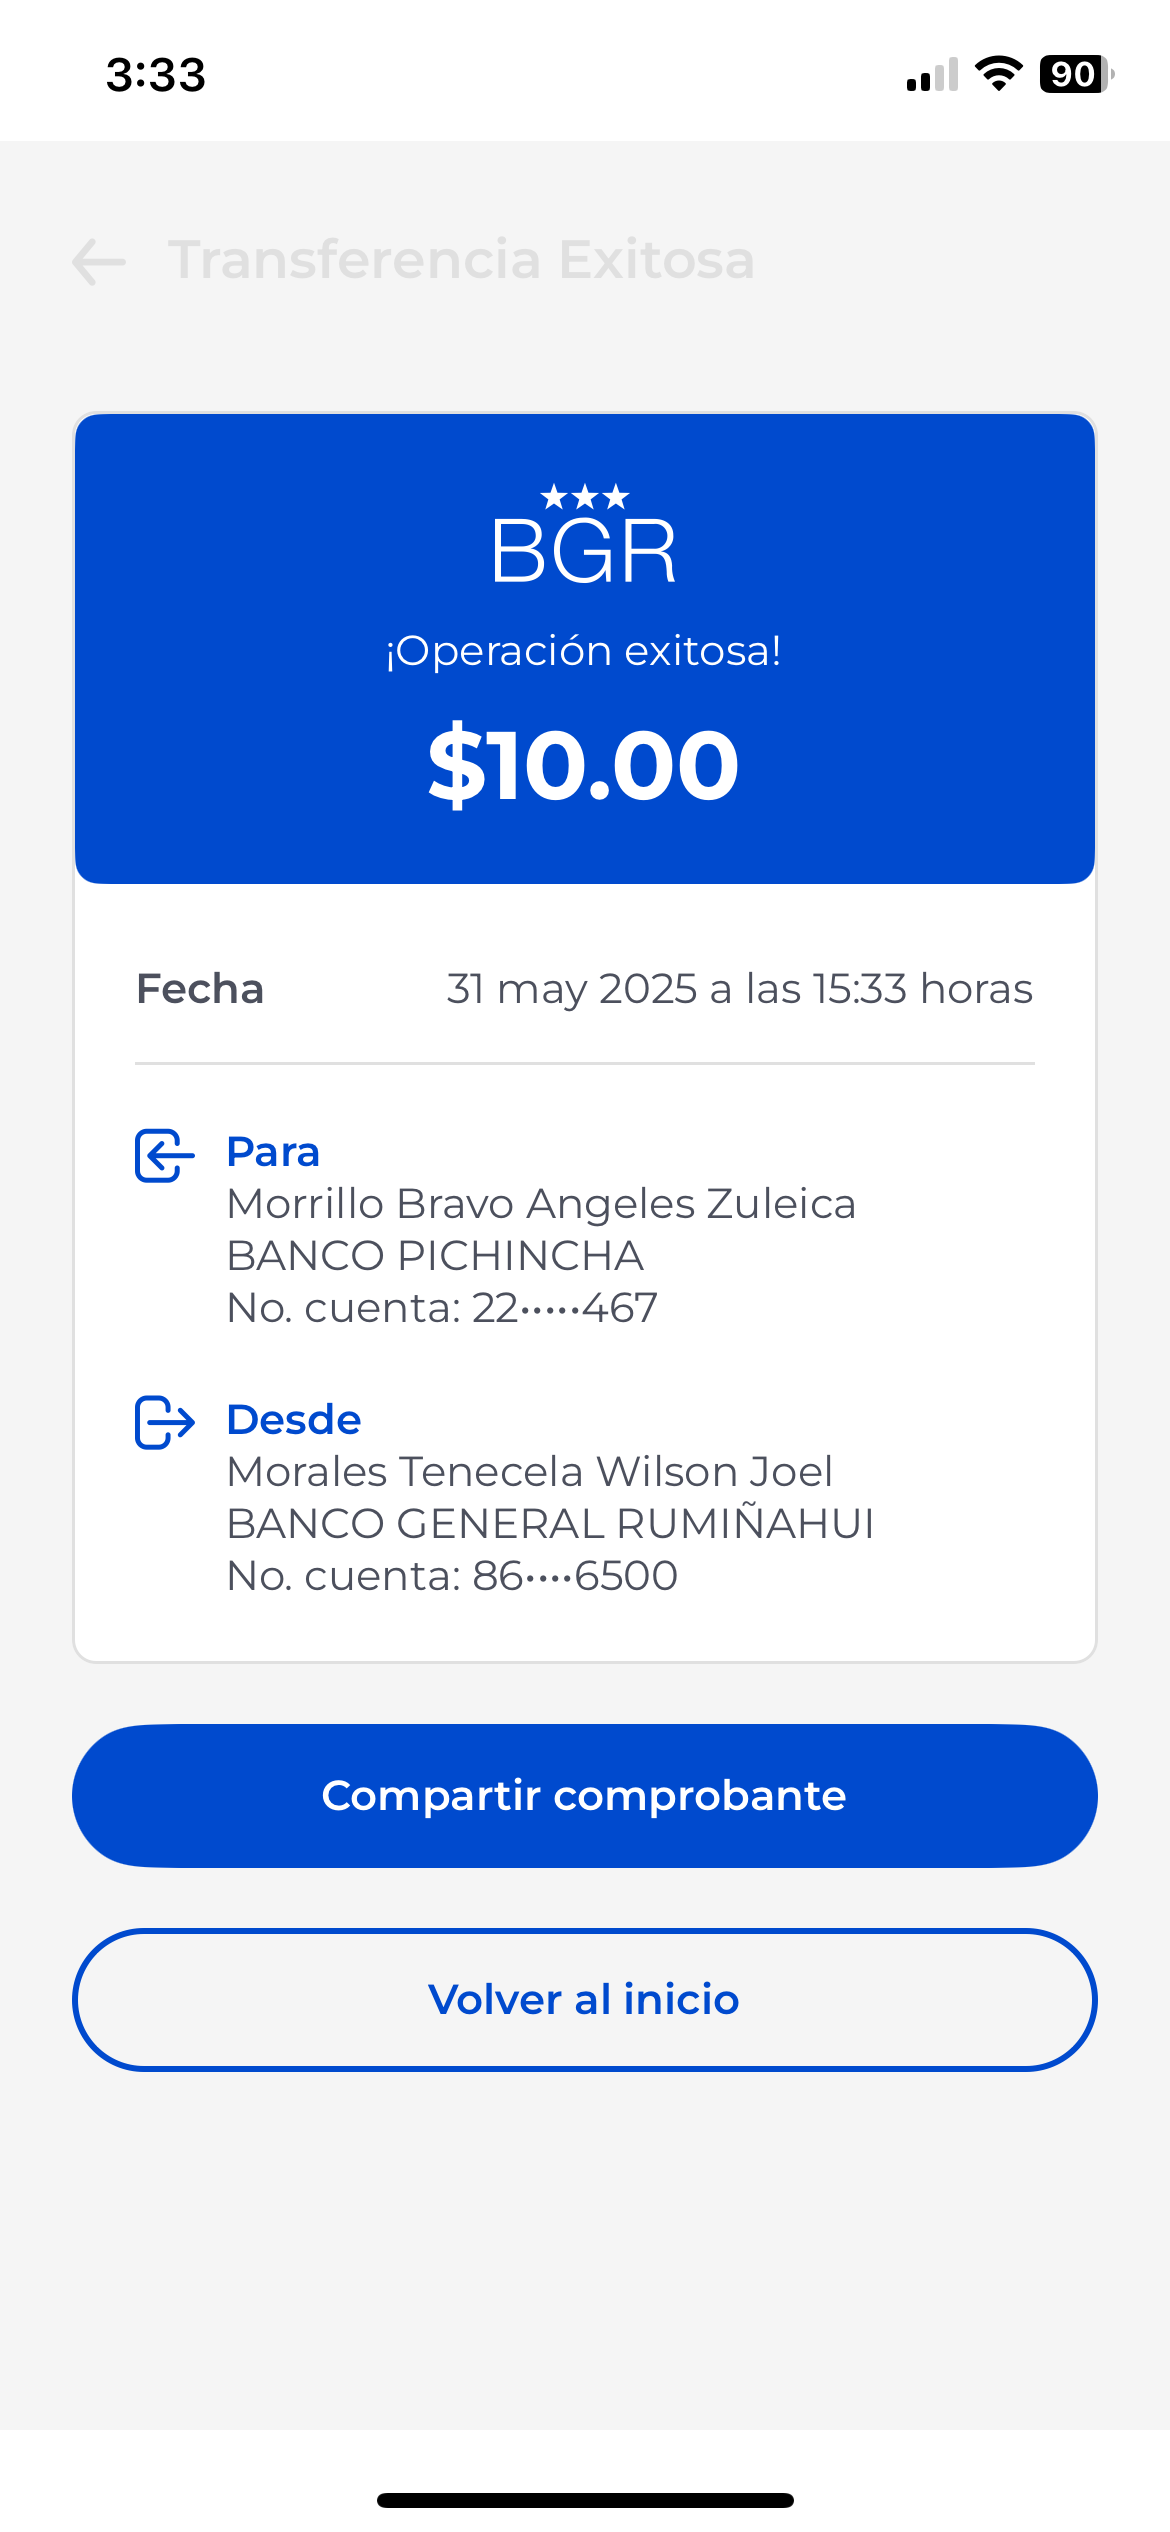 3:33
90
Transferencia Exitosa
BGR
¡Operación exitosa!
$10.00
Fecha 31 may 2025 a las 15:33 horas
Para
Morrillo Bravo Angeles Zuleica
BANCO PICHINCHA
No. cuenta: 22•••••467
Desde
Morales Tenecela Wilson Joel
BANCO GENERAL RUMIÑAHUI
No. cuenta: 86••••6500
Compartir comprobante
Volver al inicio